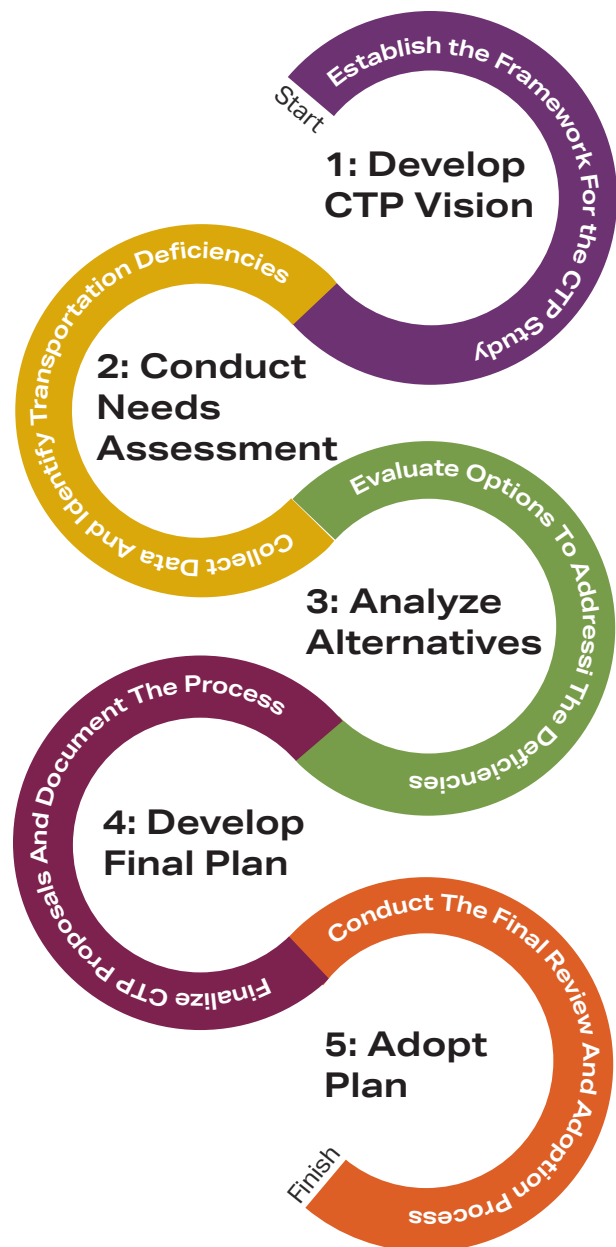 Start
Establish the Framework For the CTP Study
1: Develop
CTP Vision
Collect Data And Identify Transportation Deficiencies
2: Conduct
Needs
Assessment
Evaluate Options To Addressi The Deficiencies
3: Analyze
Alternatives
Finalize CTP Proposals And Document The Process
4: Develop
Final Plan
Conduct The Final Review And Adoption Process
5: Adopt
Plan
Finish